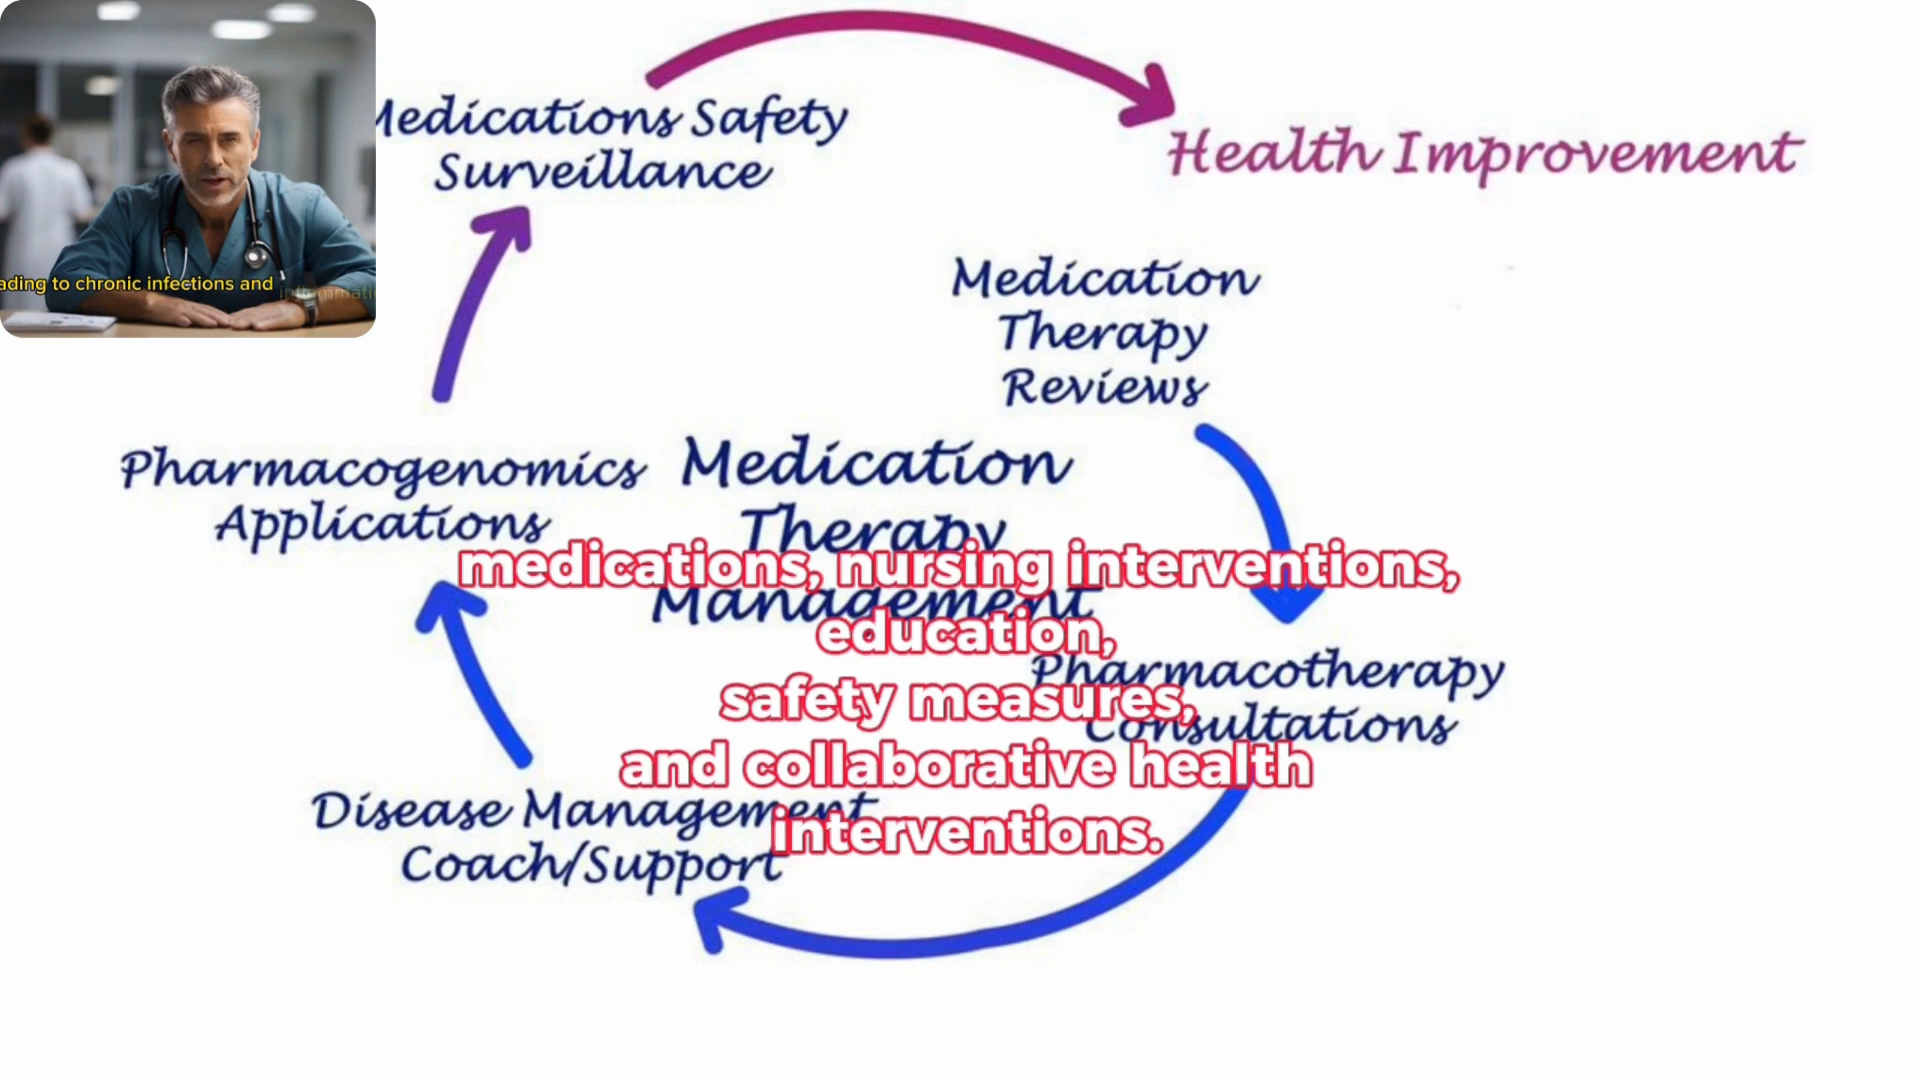 Medications Safety
Surveillance
Health Improvement
ading to chronic infections and
Medication
Therapy
Reviews
Pharmacogenomics
Applications
Medication
Therapy
Management
medications, nursing interventions,
education,
safety measures,
and collaborative health
interventions.
Pharmacotherapy
Consultations
Disease Management
Coach/Support